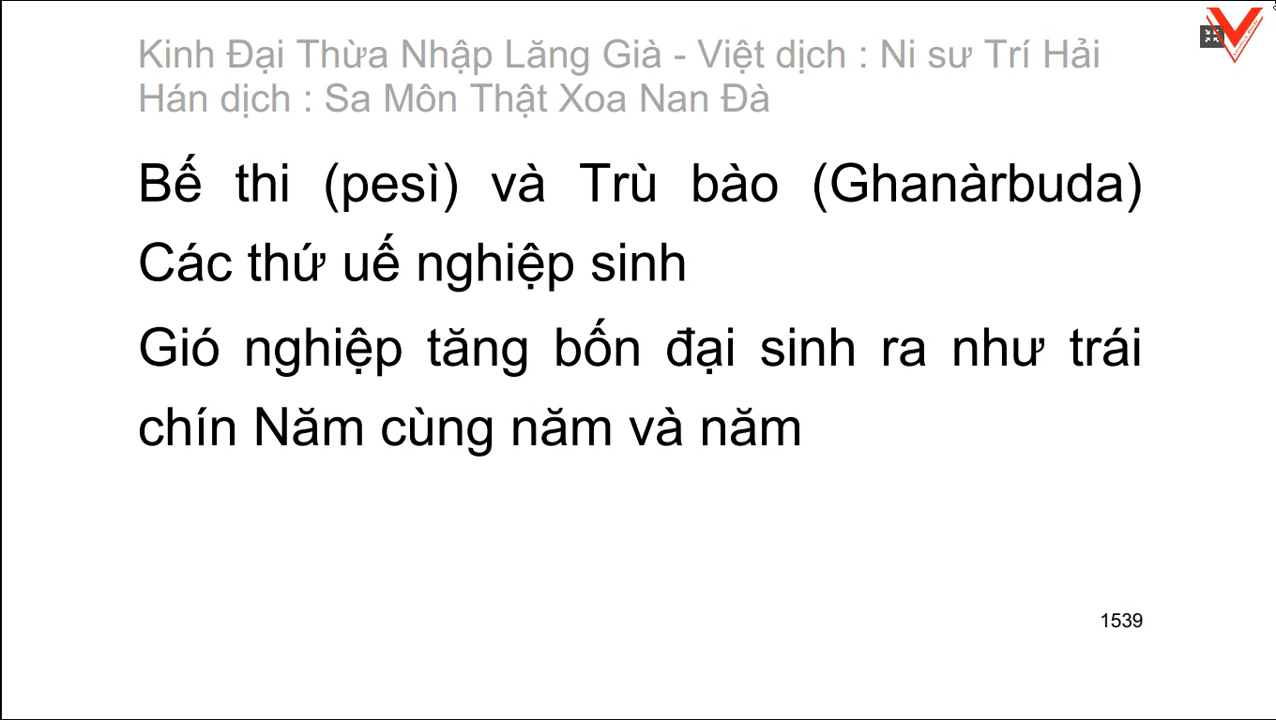 Kinh Đại Thừa Nhập Lăng Già - Việt dịch : Ni sư Trí Hải
Hán dịch : Sa Môn Thật Xoa Nan Đà
Bế thi (pesì) và Trù bào (Ghanàrbuda)
Các thứ uế nghiệp sinh
Gió nghiệp tăng bốn đại sinh ra như trái
chín Năm cùng năm và năm
1539